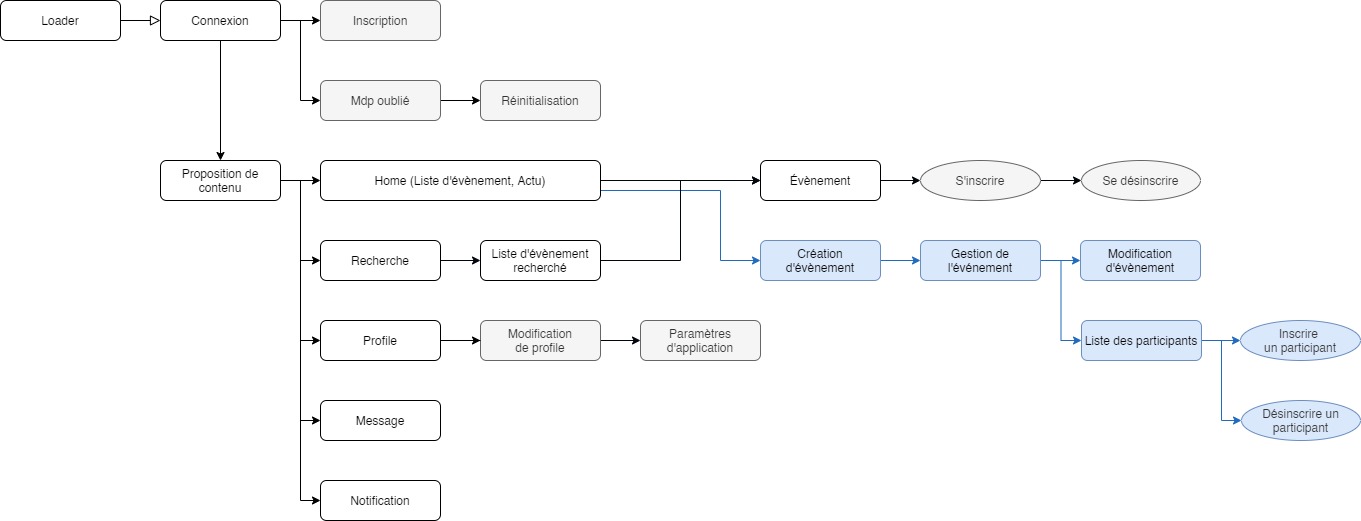 Loader
Connexion
Inscription
Mdp oublié
Réinitialisation
Proposition de
contenu
Home (Liste d'évènement, Actu)
Évènement
S'inscrire
Se désinscrire
Recherche
Liste d'évènement
recherché
Création
d'évènement
Gestion de
l'événement
Modification
d'évènement
Profile
Modification
de profile
Paramètres
d'application
Liste des participants
Inscrire
un participant
Message
Désinscrire un
participant
Notification